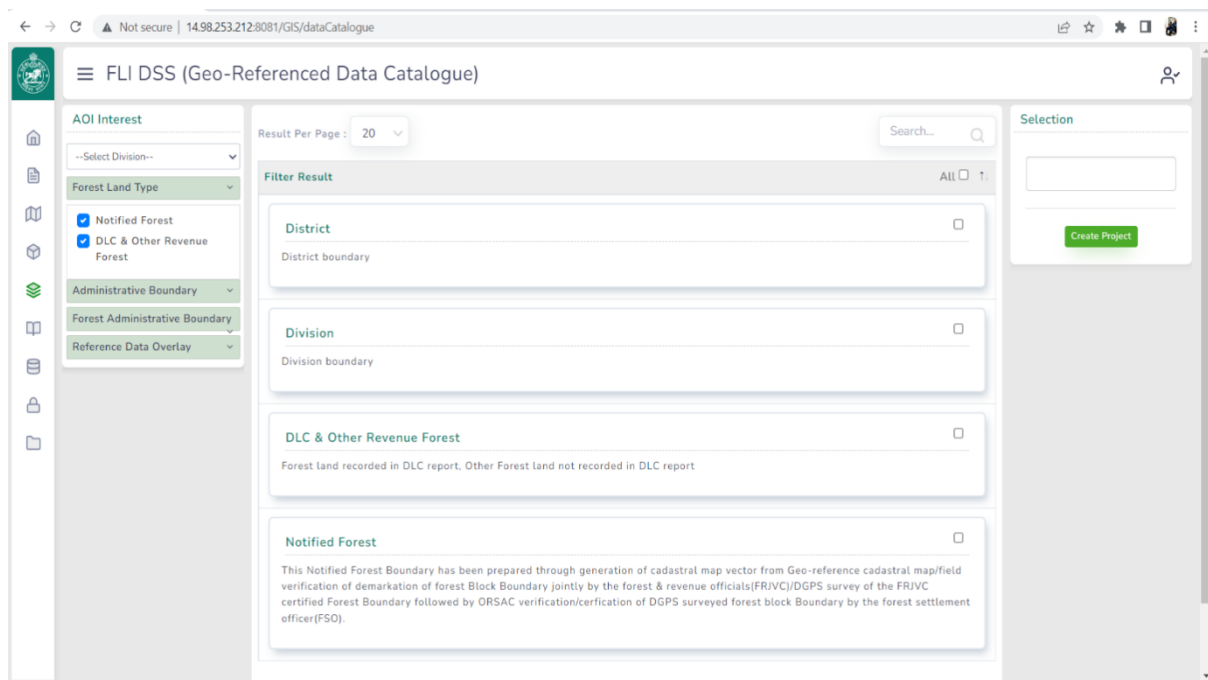 Not secure | 14.98.253.212:8081/GIS/dataCatalogue
FLI DSS (Geo-Referenced Data Catalogue)
AOI Interest
--Select Division--
Forest Land Type
Notified Forest
DLC & Other Revenue
Forest
Administrative Boundary
Forest Administrative Boundary
Reference Data Overlay
Result Per Page : 20
Search...
Filter Result
All
District
District boundary
Division
Division boundary
DLC & Other Revenue Forest
Forest land recorded in DLC report, Other Forest land not recorded in DLC report
Notified Forest
This Notified Forest Boundary has been prepared through generation of cadastral map vector from Geo-reference cadastral map/field
verification of demarkation of forest Block Boundary jointly by the forest & revenue officials(FRJVC)/DGPS survey of the FRJVC
certified Forest Boundary followed by ORSAC verification/cerfication of DGPS surveyed forest block Boundary by the forest settlement
officer(FSO).
Selection
Create Project